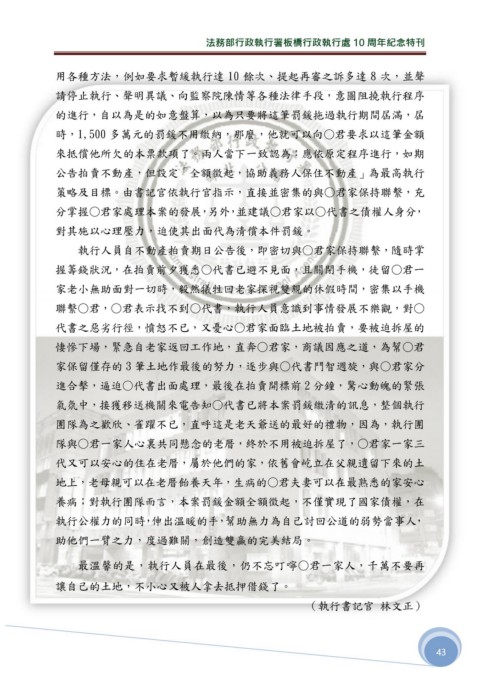 法務部行政執行署板橋行政執行處 10 周年紀念特刊
用各種方法，例如要求暫緩執行達 10 餘次、提起再審之訴多達 8 次，並聲
請停止執行、聲明異議、向監察院陳情等各種法律手段，意圖阻撓執行程序
的進行，自以為是的如意盤算，以為只要將這筆罰鍰拖過執行期間屆滿，屆
時，1,500 多萬元的罰鍰不用繳納，那麼，他就可以向○君要求以這筆金額
來抵償他所欠的本票款項了。兩人當下一致認為：應依原定程序進行，如期
公告拍賣不動產，但設定「全額徵起，協助義務人保住不動產」為最高執行
策略及目標。由書記官依執行官指示，直接並密集的與○君家保持聯繫，充
分掌握○君家處理本案的發展，另外，並建議○君家以○代書之債權人身分，
對其施以心理壓力，迫使其出面代為清償本件罰鍰。
執行人員自不動產拍賣期日公告後，即密切與○君家保持聯繫，隨時掌
握籌錢狀況，在拍賣前夕獲悉○代書已避不見面，且關閉手機，徒留○君一
家老小無助面對一切時，毅然犧牲回老家探視雙親的休假時間，密集以手機
聯繫○君，○君表示找不到○代書，執行人員意識到事情發展不樂觀，對○
代書之惡劣行徑，憤怒不已，又憂心○君家面臨土地被拍賣，要被迫拆屋的
悽慘下場，緊急自老家返回工作地，直奔○君家，商議因應之道，為幫○君
家保留僅存的 3 筆土地作最後的努力，逐步與○代書鬥智週旋，與○君家分
進合擊，逼迫○代書出面處理，最後在拍賣開標前 2 分鐘，驚心動魄的緊張
氣氛中，接獲移送機關來電告知○代書已將本案罰鍰繳清的訊息，整個執行
團隊為之歡欣、雀躍不已，直呼這是老天爺送的最好的禮物，因為，執行團
隊與○君一家人心裏共同懸念的老厝，終於不用被迫拆屋了，○君家一家三
代又可以安心的住在老厝，屬於他們的家，依舊會屹立在父親遺留下來的土
地上，老母親可以在老厝飴養天年，生病的○君夫妻可以在最熟悉的家安心
養病；對執行團隊而言，本案罰鍰金額全額徵起，不僅實現了國家債權。在
執行公權力的同時，伸出溫暖的手，幫助無力為自己討回公道的弱勢當事人，
助他們一臂之力，度過難關，創造雙贏的完美結局。
最溫馨的是，執行人員在最後，仍不忘叮嚀○君一家人，千萬不要再
讓自己的土地，不小心又被人拿去抵押借錢了。
（執行書記官 林文正）
43